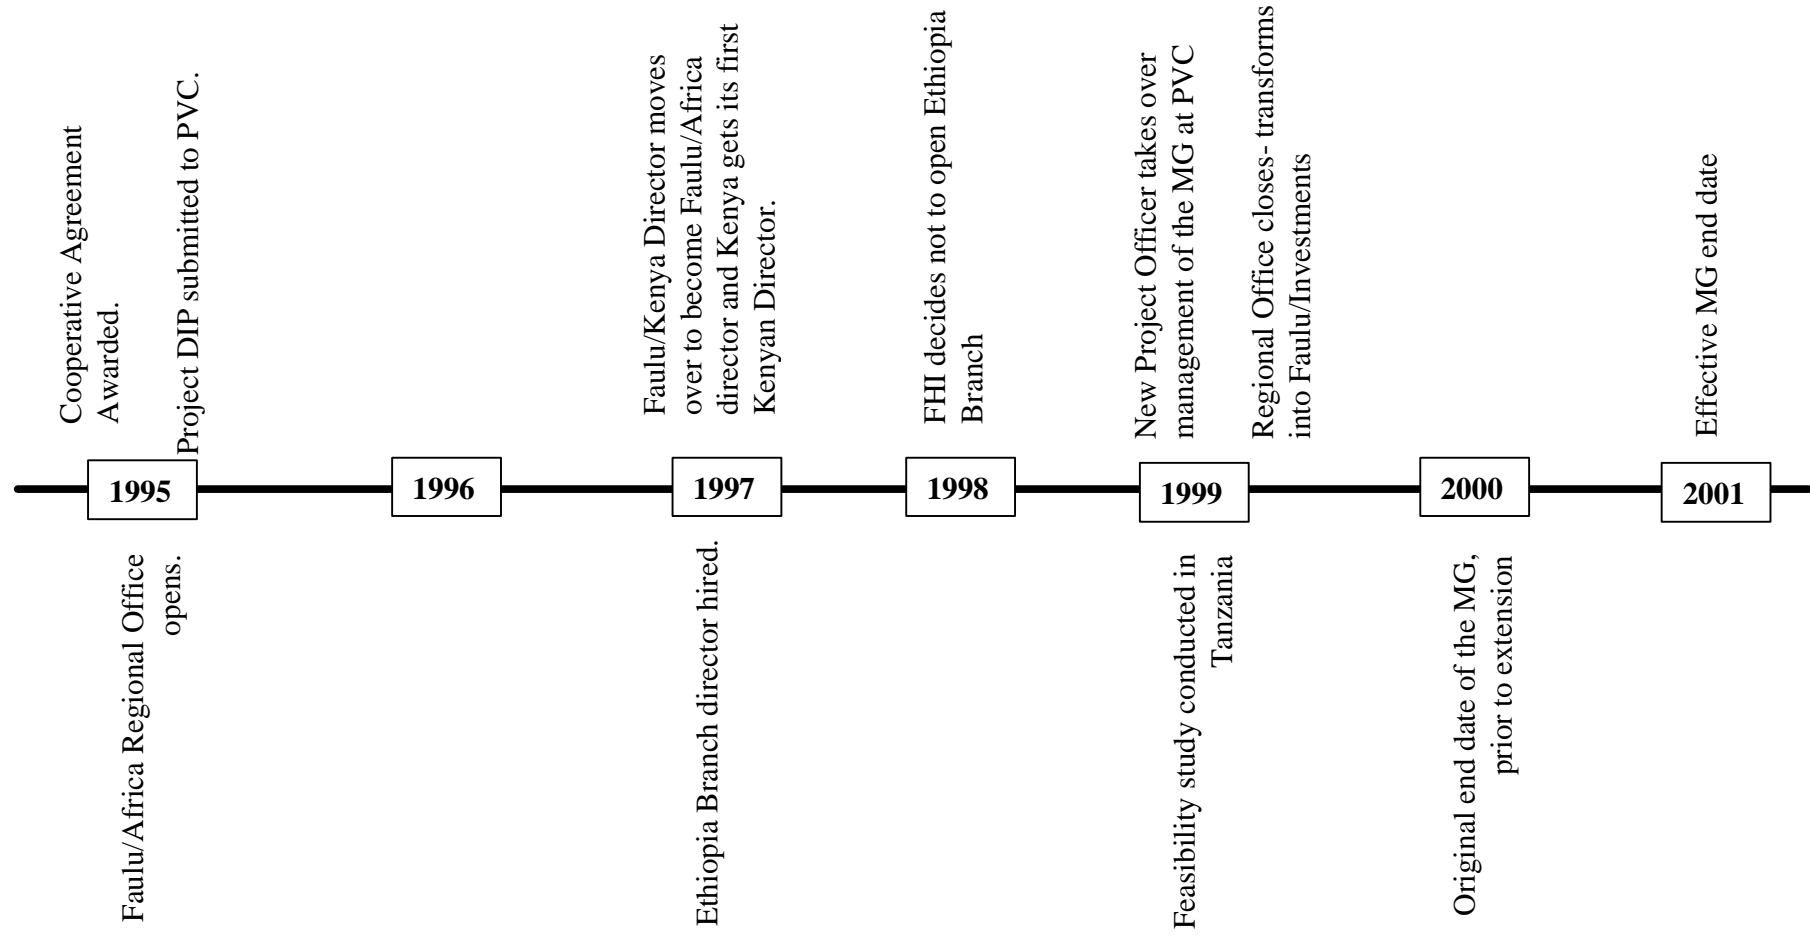 Cooperative Agreement
Awarded.
Project DIP submitted to PVC.
Faulu/Kenya Director moves
over to become Faulu/Africa
director and Kenya gets its first
Kenyan Director.
FHI decides not to open Ethiopia
Branch
New Project Officer takes over
management of the MG at PVC
Regional Office closes- transforms
into Faulu/Investments
Effective MG end date
1995
1996
1997
1998
1999
2000
2001
Faulu/Africa Regional Office
opens.
Ethiopia Branch director hired.
Feasibility study conducted in
Tanzania
Original end date of the MG,
prior to extension